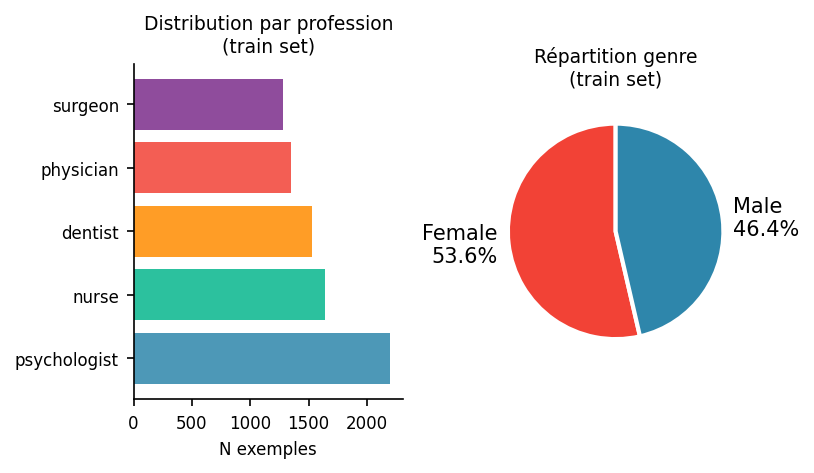 Distribution par profession
(train set)
surgeon
physician
dentist
nurse
psychologist
0 500 1000 1500 2000
N exemples
Répartition genre
(train set)
Female
53.6%
Male
46.4%